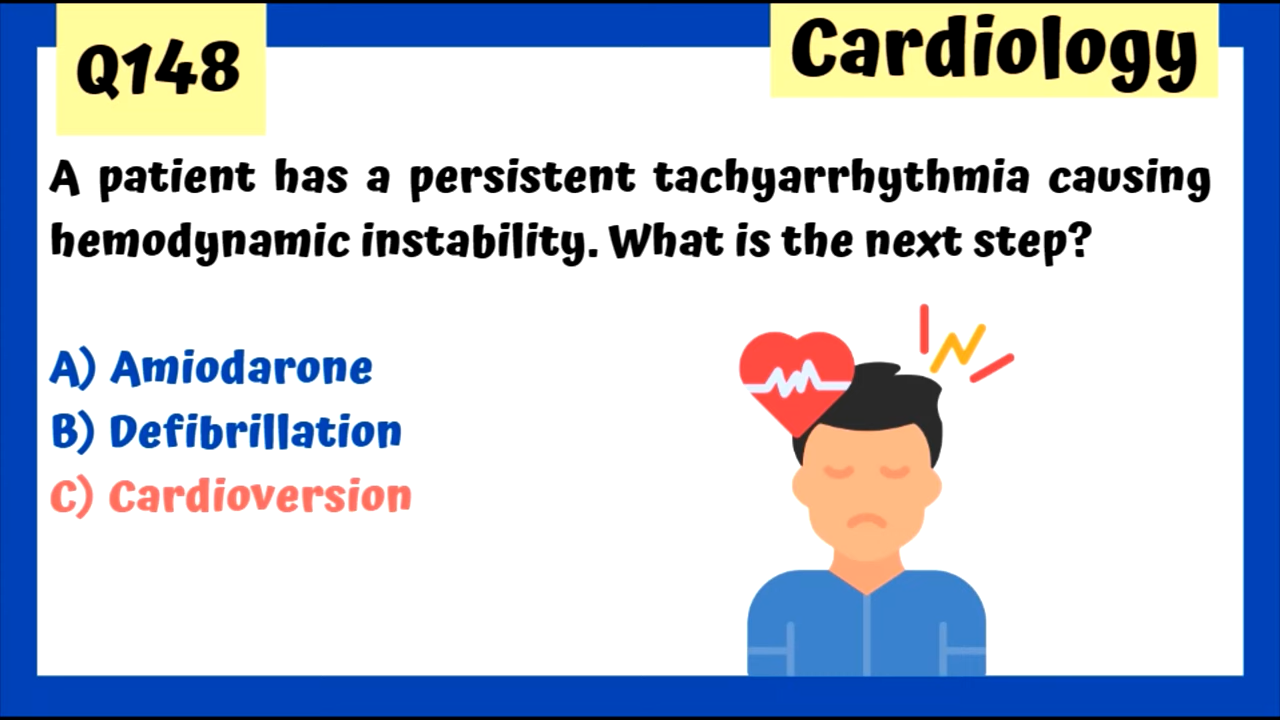 Q148
Cardiology
A patient has a persistent tachyarrhythmia causing
hemodynamic instability. What is the next step?
A) Amiodarone
B) Defibrillation
C) Cardioversion